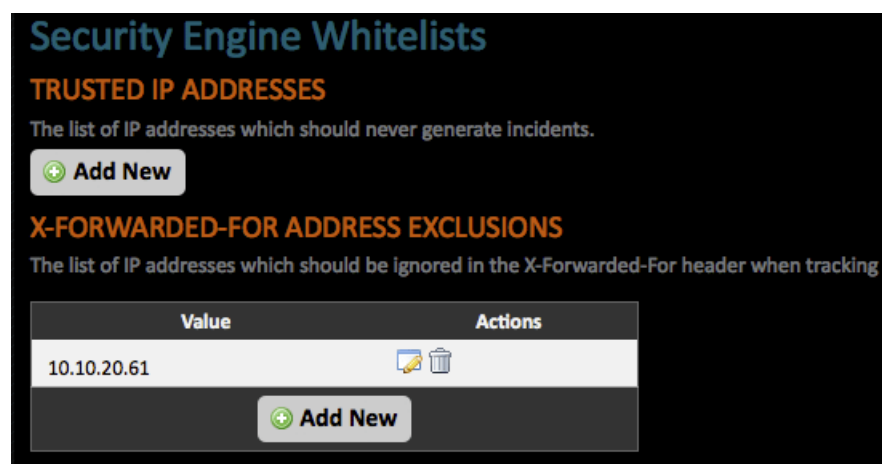 Security Engine Whitelists
TRUSTED IP ADDRESSES
The list of IP addresses which should never generate incidents.
Add New
X-FORWARDED-FOR ADDRESS EXCLUSIONS
The list of IP addresses which should be ignored in the X-Forwarded-For header when tracking
Value Actions
10.10.20.61
Add New